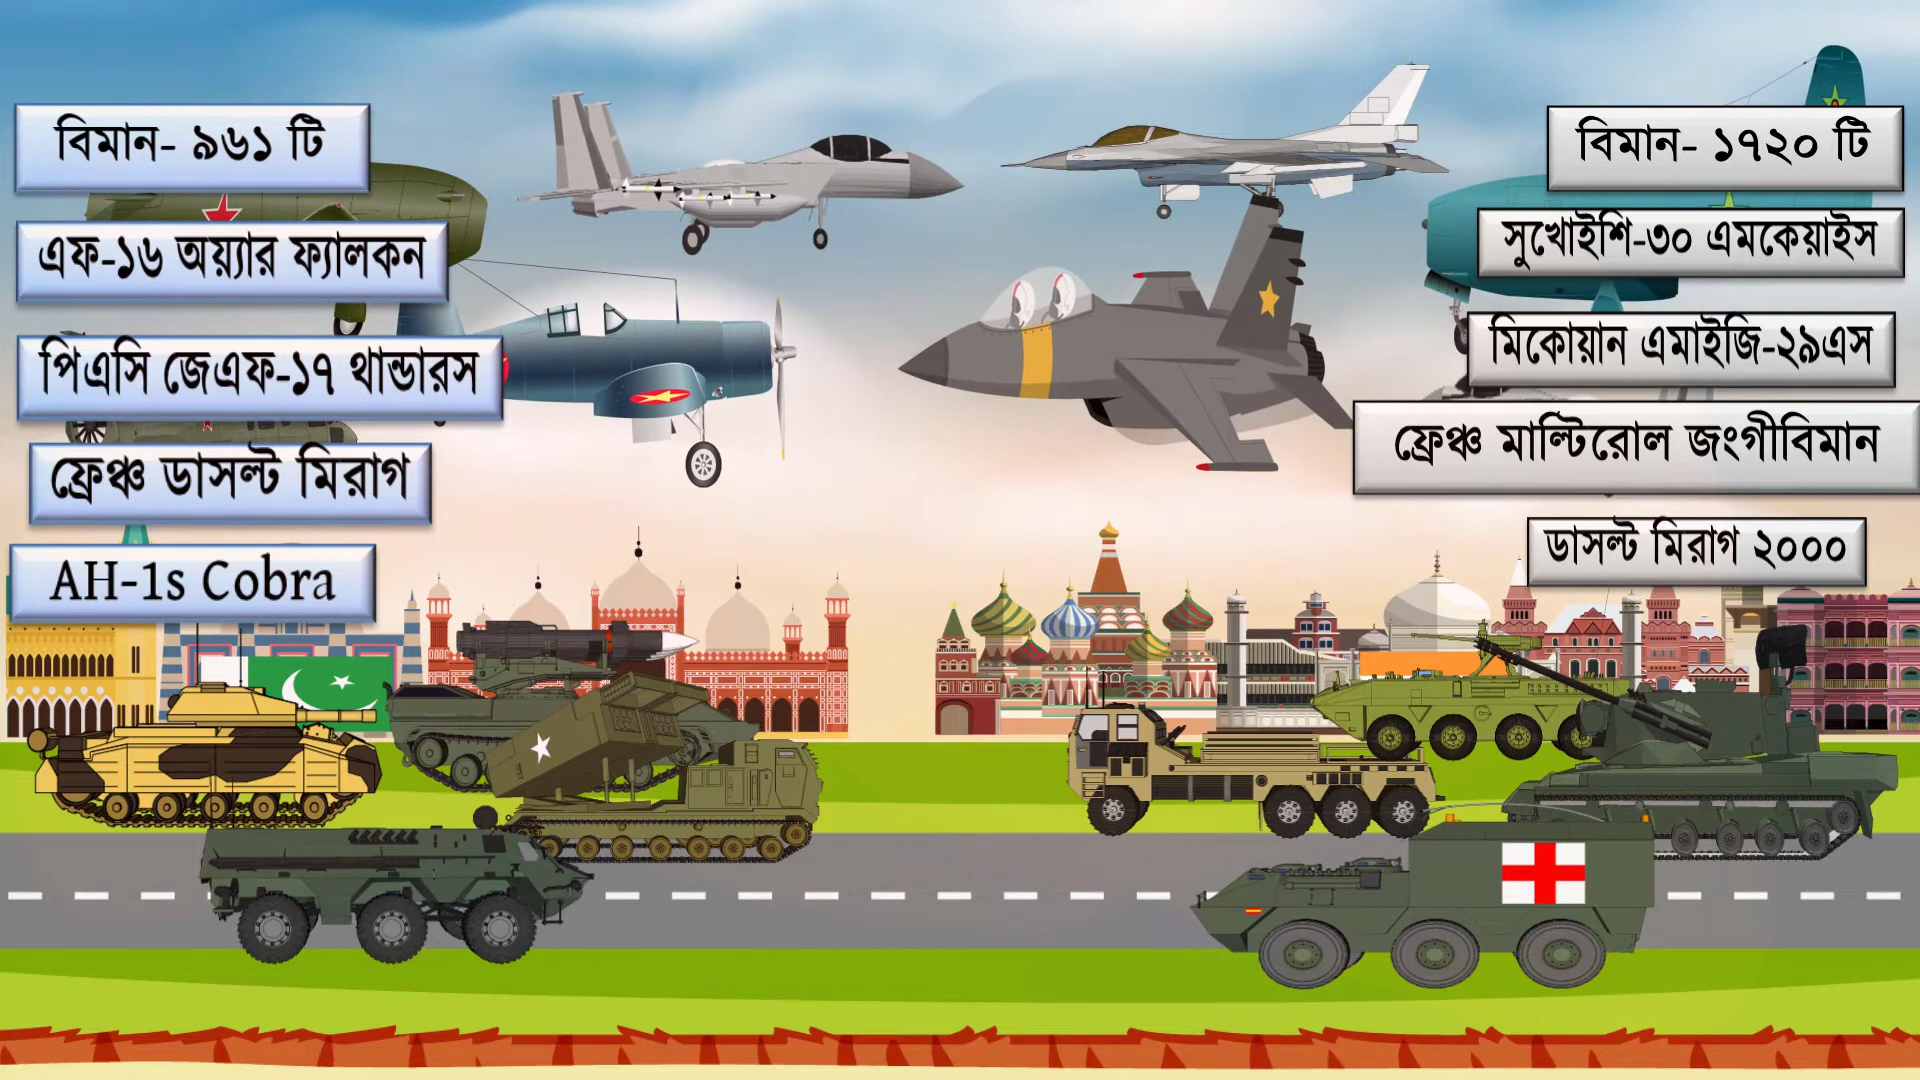 বিমান- ৯৬১ টি
এফ-১৬ অয়্যার ফ্যালকন
পিএসি জেএফ-১৭ থান্ডারস
ফ্রেঞ্চ ডাসল্ট মিরাগ
AH-1s Cobra
বিমান- ১৭২০ টি
সুখোইশি-৩০ এমকেয়াইস
মিকোয়ান এমাইজি-২৯এস
ফ্রেঞ্চ মাল্টিরোল জংগীবিমান
ডাসল্ট মিরাগ ২০০০